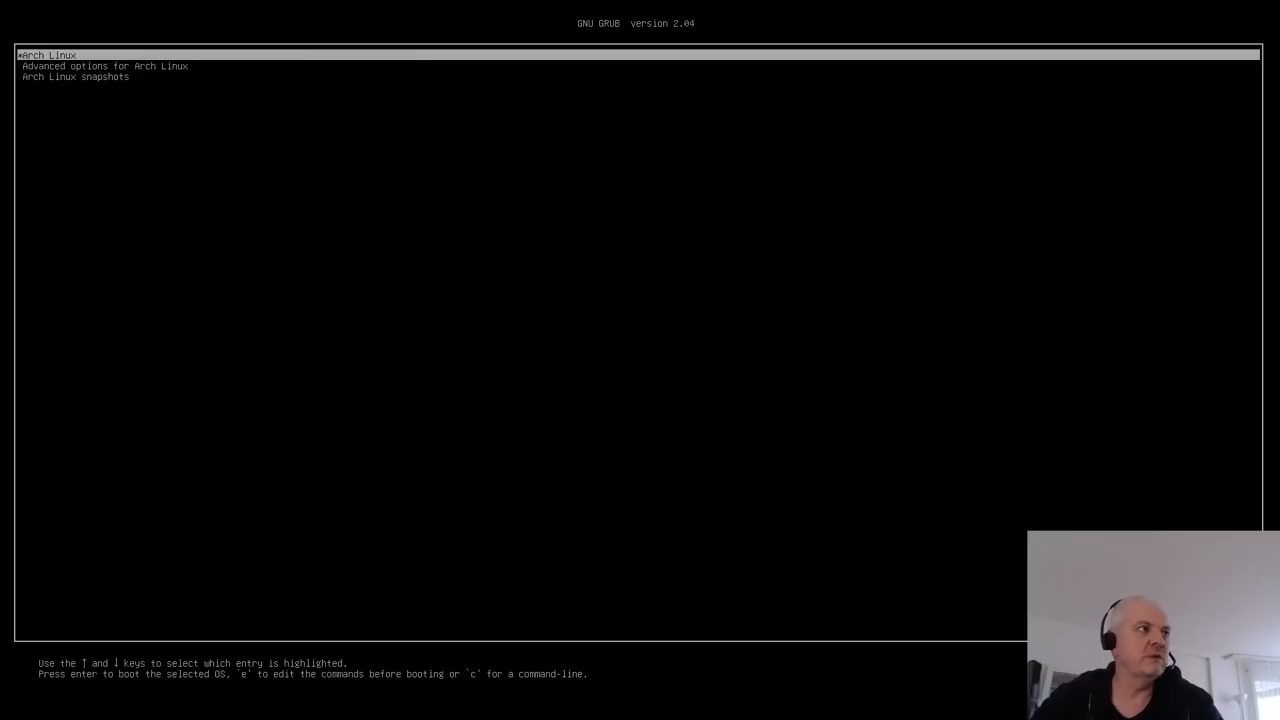 GNU GRUB  version 2.04
*Arch Linux
Advanced options for Arch Linux
Arch Linux snapshots
Use the ↑ and ↓ keys to select which entry is highlighted.
Press enter to boot the selected OS, `e' to edit the commands before booting or `c' for a command-line.